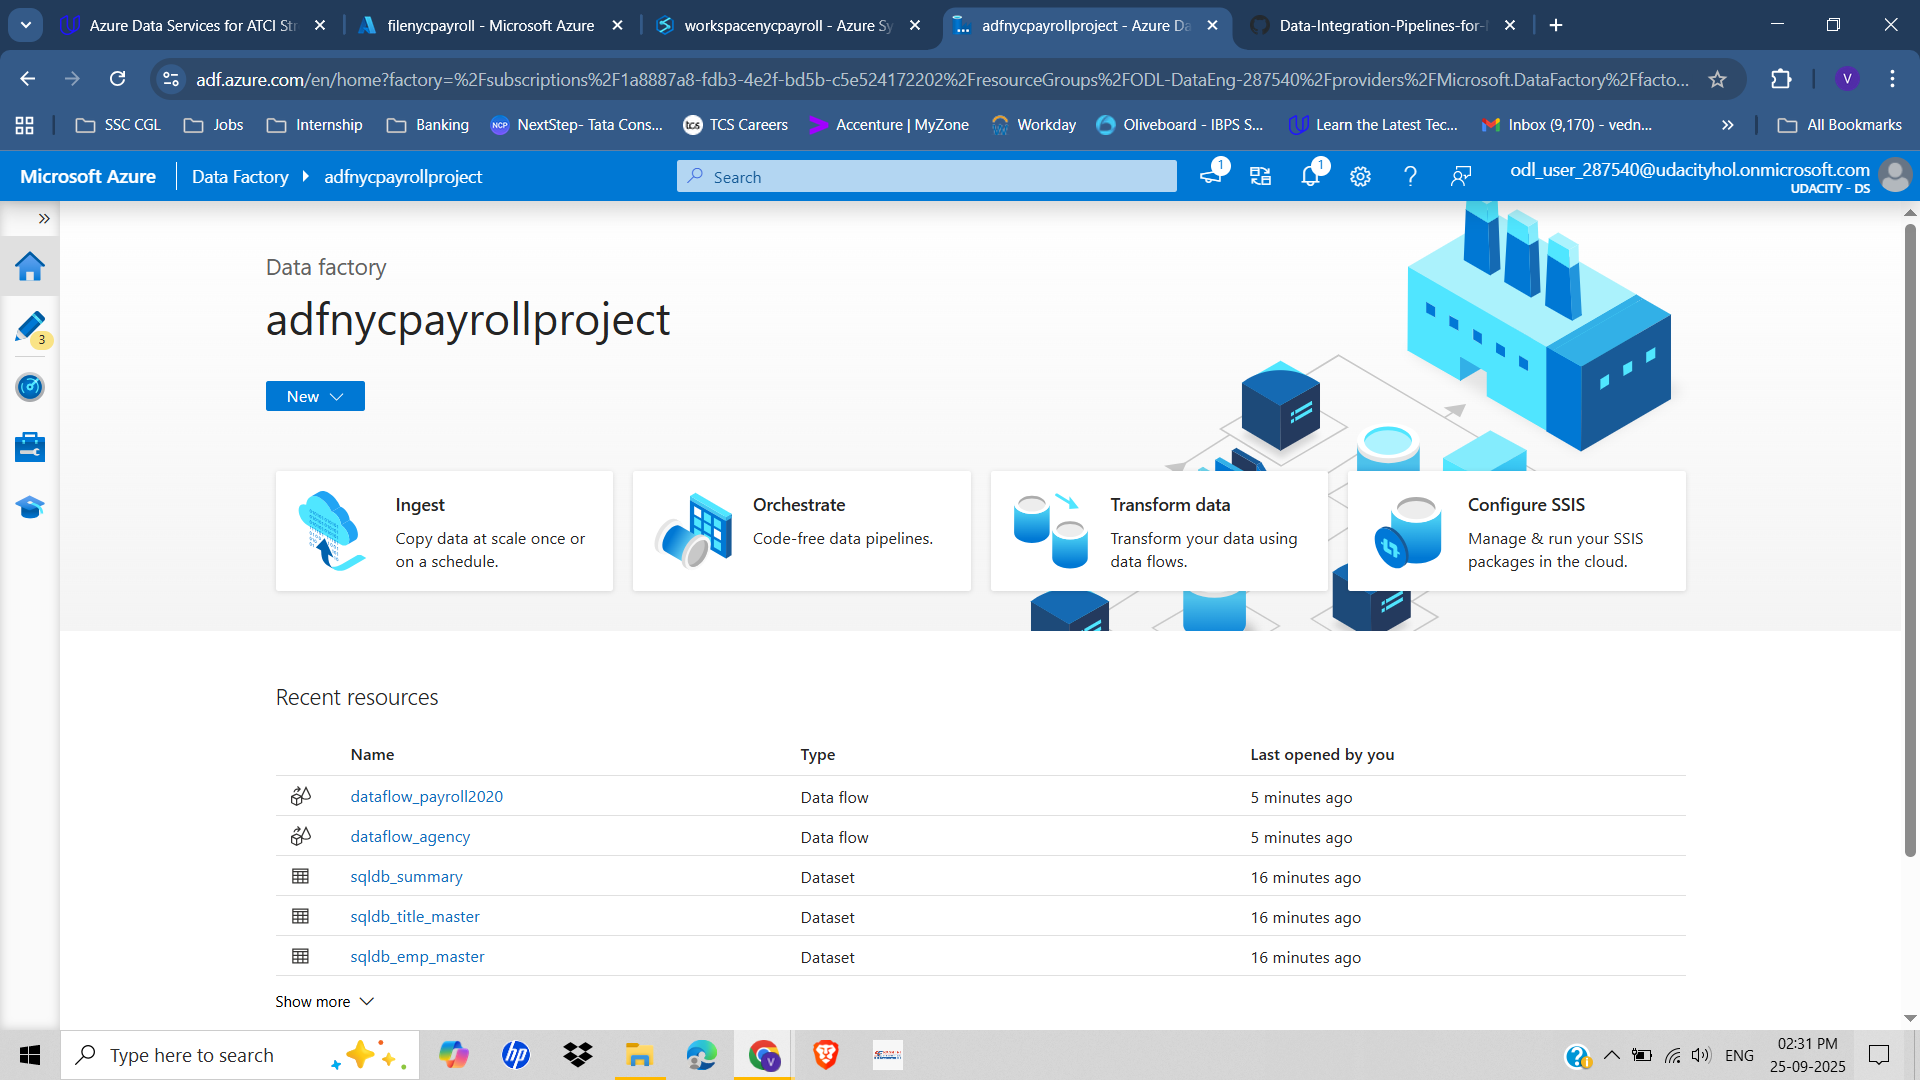 Azure Data Services for ATCI Str
filenycpayroll - Microsoft Azure
workspacenycpayroll - Azure Sy
adfnycpayrollproject - Azure Da
Data-Integration-Pipelines-for-
adf.azure.com/en/home?factory=%2Fsubscriptions%2F1a8887a8-fdb3-4e2f-bd5b-c5e524172202%2FresourceGroups%2FODL-DataEng-287540%2Fproviders%2FMicrosoft.DataFactory%2Ffacto...
V
SSC CGL
Jobs
Internship
Banking
NCP
NextStep- Tata Cons...
tcs
TCS Careers
Accenture | MyZone
Workday
Oliveboard - IBPS S...
Learn the Latest Tec...
Inbox (9,170) - vedn...
All Bookmarks
Microsoft Azure
Data Factory
adfnycpayrollproject
Search
1
1
odl_user_287540@udacityhol.onmicrosoft.com
UDACITY - DS
3
Data factory
adfnycpayrollproject
New
Ingest
Copy data at scale once or
on a schedule.
Orchestrate
Code-free data pipelines.
Transform data
Transform your data using
data flows.
Configure SSIS
Manage & run your SSIS
packages in the cloud.
Recent resources
Name Type Last opened by you
dataflow_payroll2020 Data flow 5 minutes ago
dataflow_agency Data flow 5 minutes ago
sqldb_summary Dataset 16 minutes ago
sqldb_title_master Dataset 16 minutes ago
sqldb_emp_master Dataset 16 minutes ago
Show more
Type here to search
hp
V
ENG
02:31 PM
25-09-2025